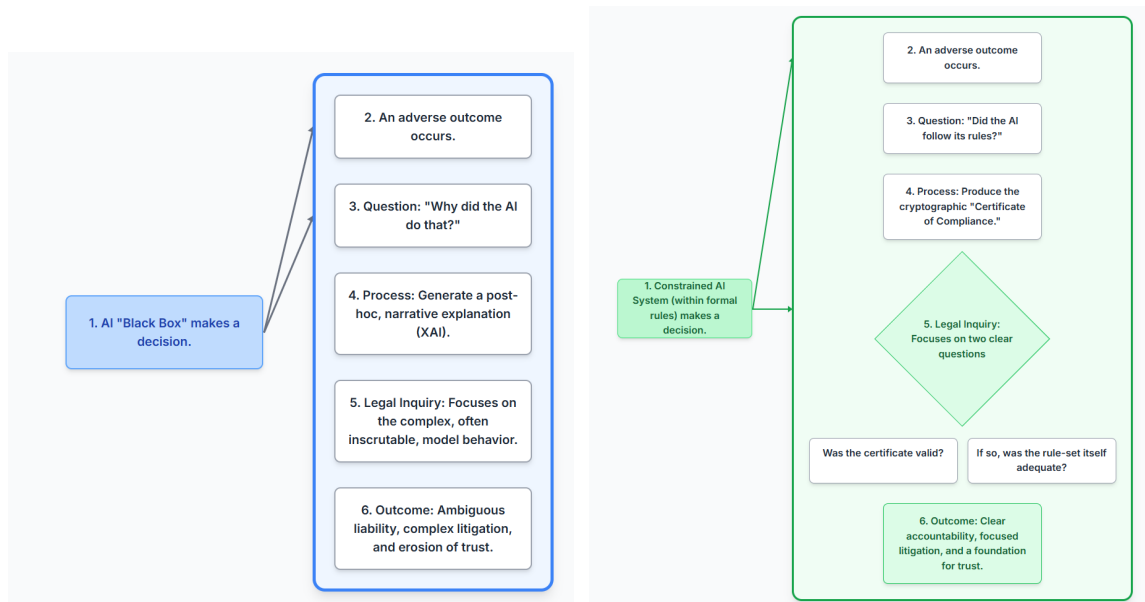 1. AI "Black Box" makes a
decision.
2. An adverse outcome
occurs.
3. Question: "Why did the AI
do that?"
4. Process: Generate a post-
hoc, narrative explanation
(XAI).
5. Legal Inquiry: Focuses on
the complex, often
inscrutable, model behavior.
6. Outcome: Ambiguous
liability, complex litigation,
and erosion of trust.
1. Constrained AI
System (within formal
rules) makes a
decision.
2. An adverse outcome
occurs.
3. Question: "Did the AI
follow its rules?"
4. Process: Produce the
cryptographic "Certificate
of Compliance."
5. Legal Inquiry:
Focuses on two clear
questions
Was the certificate valid?
If so, was the rule-set itself
adequate?
6. Outcome: Clear
accountability, focused
litigation, and a foundation
for trust.